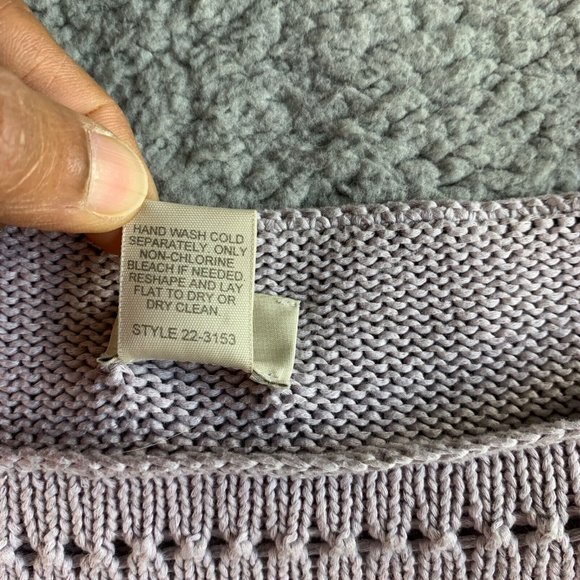 HAND WASH COLD
SEPARATELY. ONLY
NON-CHLORINE
BLEACH IF NEEDED
RESHAPE AND LAY
FLAT TO DRY OR
DRY CLEAN.
STYLE 22-3153